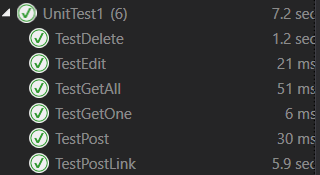 UnitTest1 (6) 7.2 sec
TestDelete 1.2 sec
TestEdit 21 ms
TestGetAll 51 ms
TestGetOne 6 ms
TestPost 30 ms
TestPostLink 5.9 sec